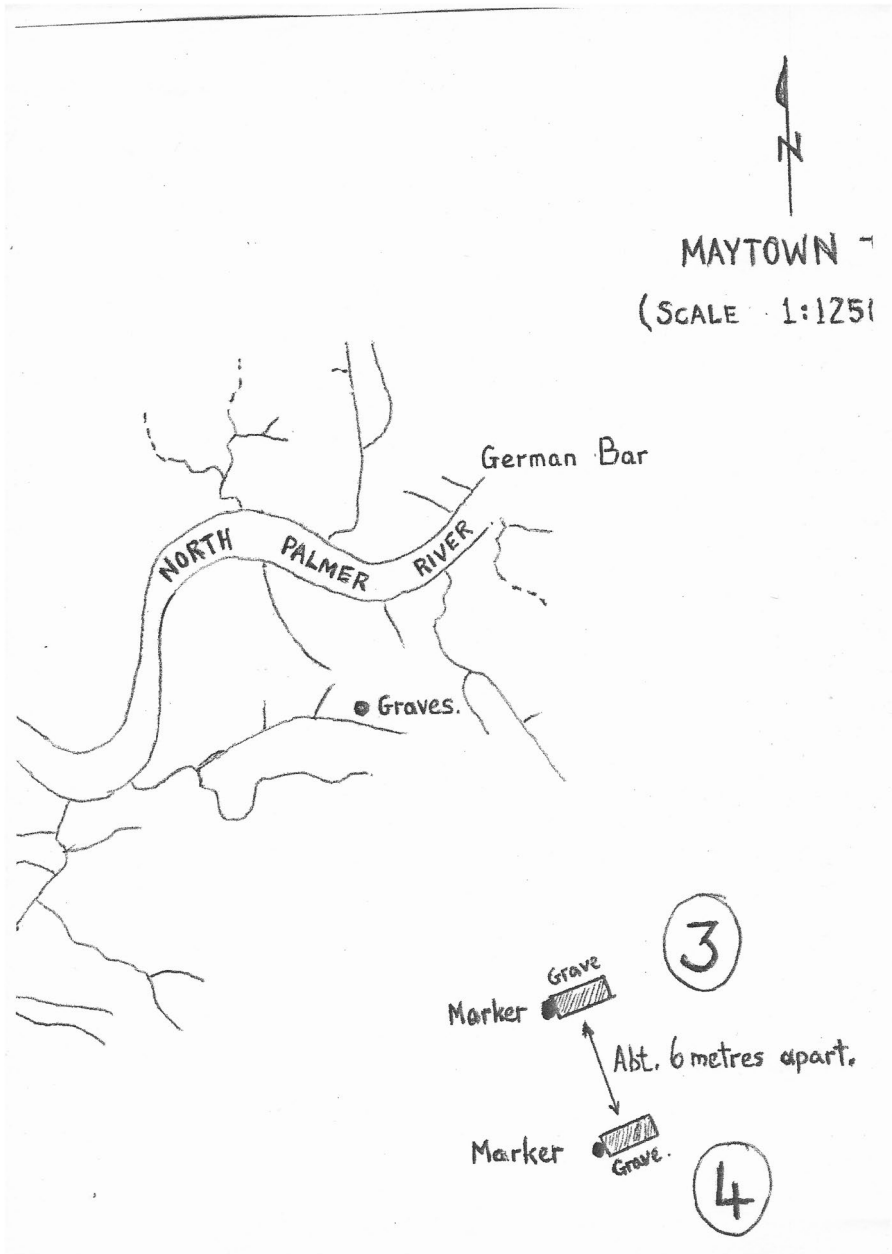 N
MAYTOWN -
(SCALE 1:125
German Bar
NORTH PALMER RIVER
Graves.
3
Grave
Marker
Abt. 6 metres apart.
Marker
Grave.
4